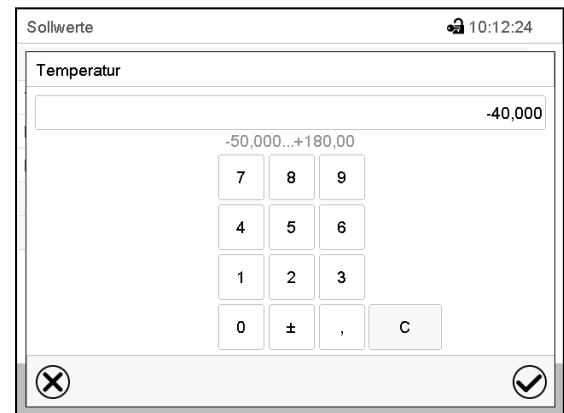 Sollwerte 10:12:24
Temperatur
-40,000
-50,000...+180,00
7 8 9
4 5 6
1 2 3
0 ± , C